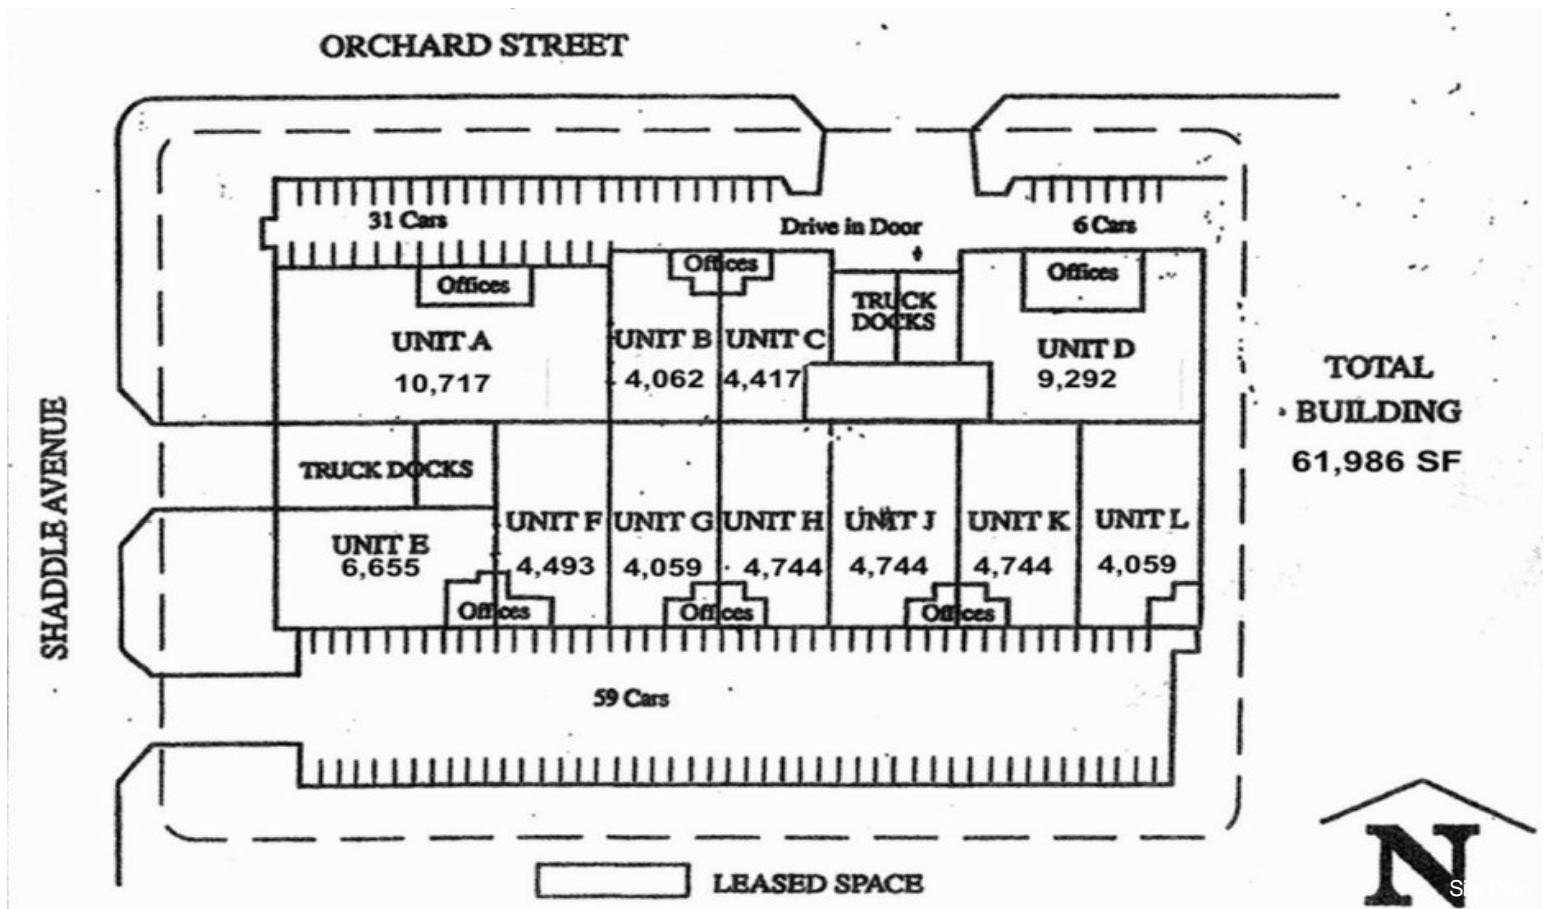 ORCHARD STREET
31 Cars
Drive in Door
6 Cars
Offices
Offices
Offices
TRUCK
DOCKS
UNIT A
10,717
UNIT B
4,062
UNIT C
4,417
UNIT D
9,292
TOTAL
BUILDING
61,986 SF
SHADDLE AVENUE
TRUCK DOCKS
UNIT E
6,655
UNIT F
4,493
UNIT G
4,059
UNIT H
4,744
UNIT J
4,744
UNIT K
4,744
UNIT L
4,059
Offices
Offices
Offices
59 Cars
LEASED SPACE
N